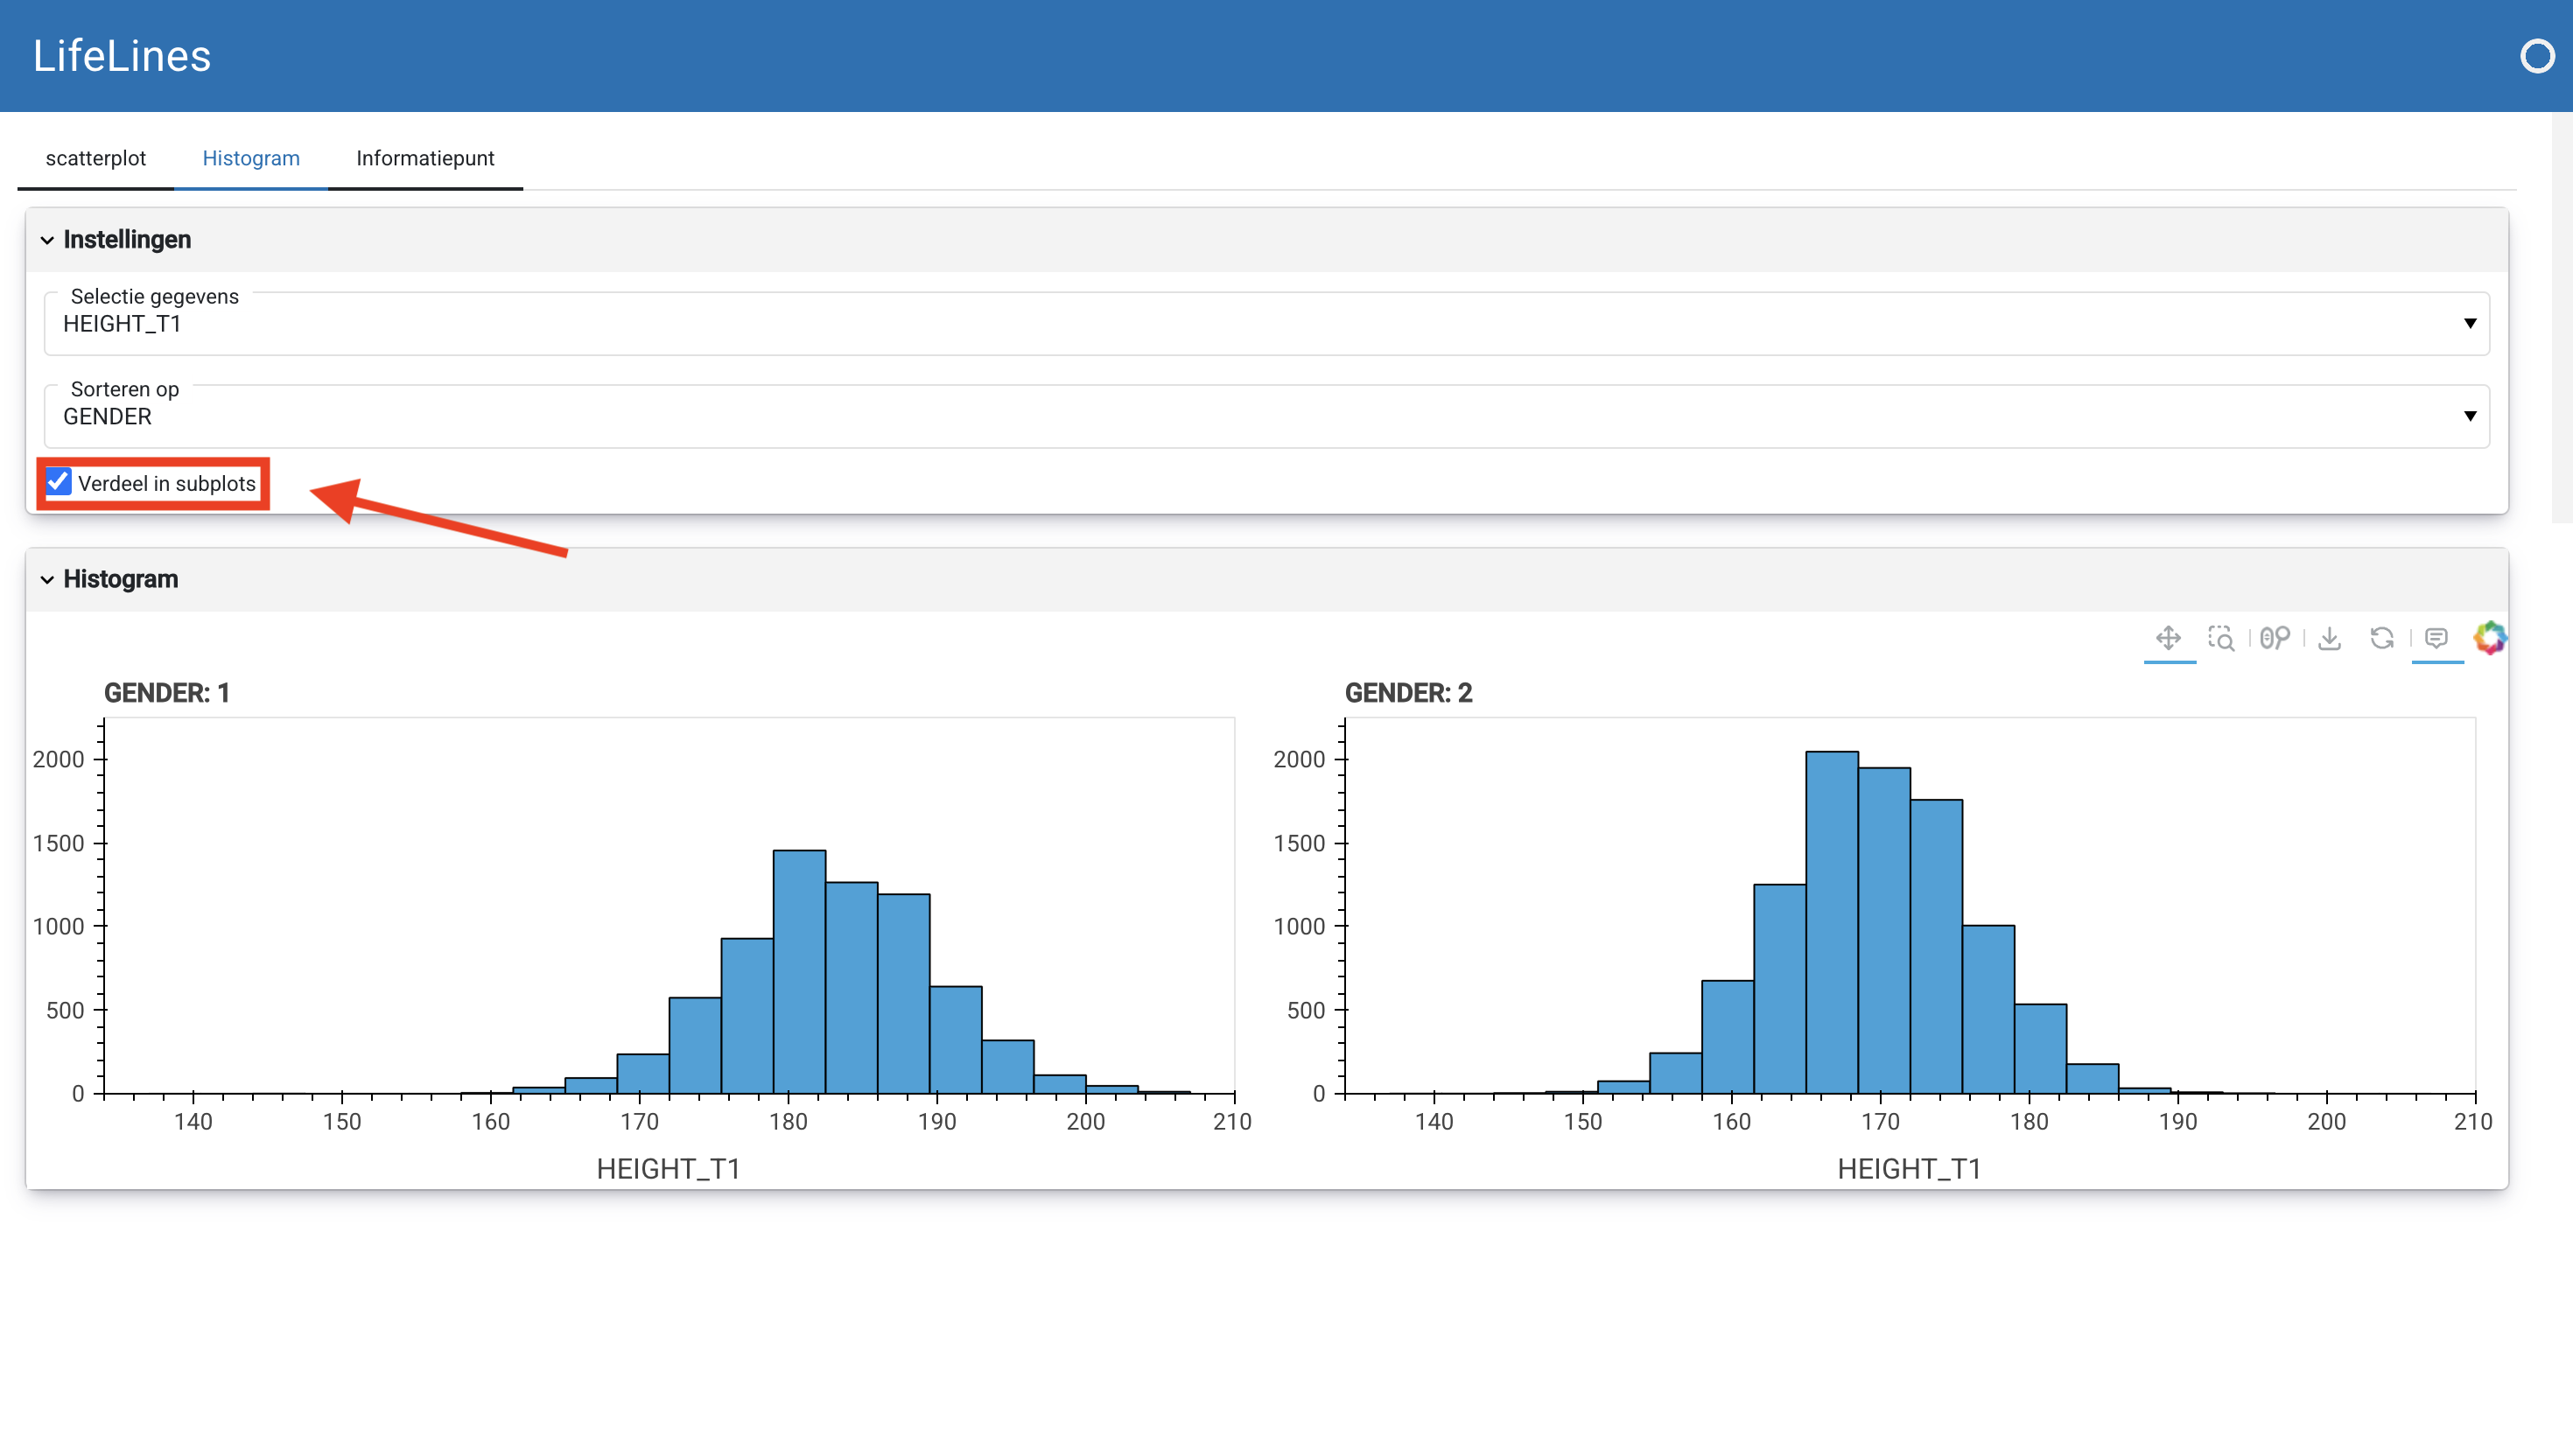 LifeLines
scatterplot Histogram Informatiepunt
Instellingen
Selectie gegevens
HEIGHT_T1
Sorteren op
GENDER
Verdeel in subplots
Histogram
GENDER: 1
2000
1500
1000
500
0
140 150 160 170 180 190 200 210
HEIGHT_T1
GENDER: 2
2000
1500
1000
500
0
140 150 160 170 180 190 200 210
HEIGHT_T1